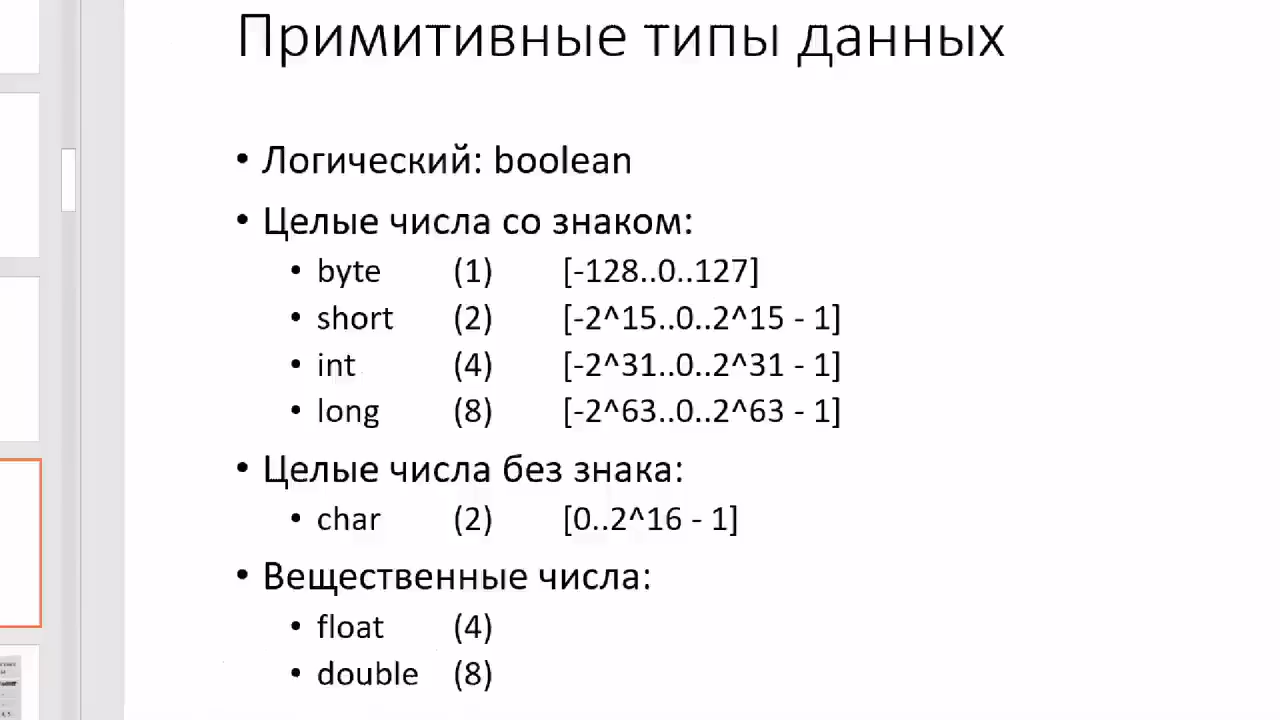 Примитивные типы данных
• Логический: boolean
• Целые числа со знаком:
• byte (1) [-128..0..127]
• short (2) [-2^15..0..2^15 - 1]
• int (4) [-2^31..0..2^31 - 1]
• long (8) [-2^63..0..2^63 - 1]
• Целые числа без знака:
• char (2) [0..2^16 - 1]
• Вещественные числа:
• float (4)
• double (8)